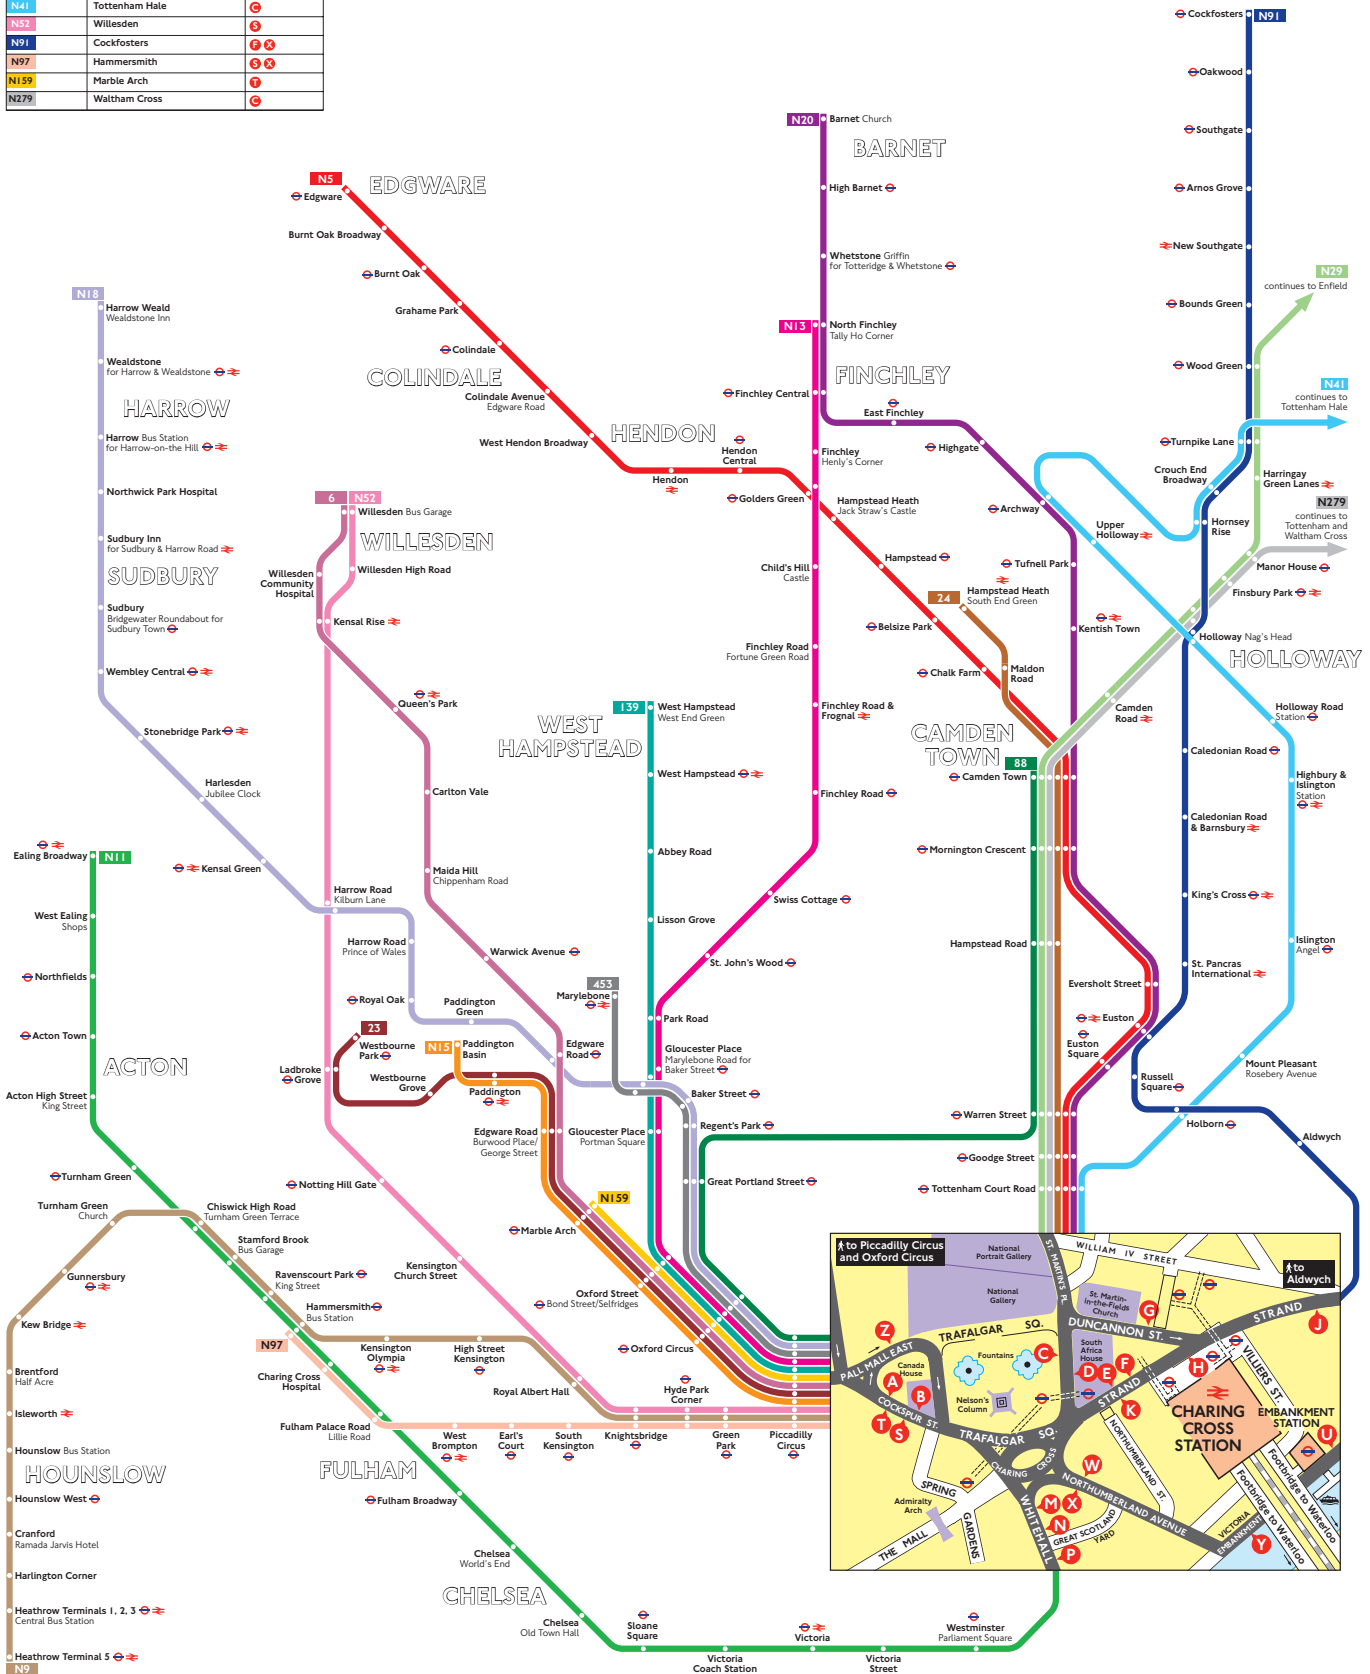 N41 Tottenham Hale C
N52 Willesden S
N91 Cockfosters F X
N97 Hammersmith S X
N159 Marble Arch T
N279 Waltham Cross C
Cockfosters N91
Oakwood
Southgate
Arnos Grove
New Southgate
Bounds Green
Wood Green
Turnpike Lane
Crouch End
Broadway
Hornsey
Rise
N29
continues to Enfield
N41
continues to
Tottenham Hale
Harringay
Green Lanes
N279
continues to
Tottenham and
Waltham Cross
Manor House
Finsbury Park
Holloway Nag's Head
HOLLOWAY
Holloway Road
Station
Highbury &
Islington
Station
Islington
Angel
Mount Pleasant
Rosebery Avenue
Caledonian Road
Caledonian Road
& Barnsbury
King's Cross
St. Pancras
International
Russell
Square
Holborn
Aldwych
N20
Barnet Church
BARNET
High Barnet
Whetstone Griffin
for Totteridge & Whetstone
N13
North Finchley
Tally Ho Corner
FINCHLEY
Finchley Central
East Finchley
Highgate
Archway
Upper
Holloway
Tufnell Park
Kentish Town
Finchley
Henly's Corner
Golders Green
Hampstead Heath
Jack Straw's Castle
Hampstead
Belsize Park
Chalk Farm
24
Hampstead Heath
South End Green
Maldon
Road
Camden
Road
CAMDEN
TOWN
88
Camden Town
Mornington Crescent
Hampstead Road
Eversholt Street
Euston
Euston
Square
Warren Street
Goodge Street
Tottenham Court Road
Child's Hill
Castle
Finchley Road
Fortune Green Road
Finchley Road &
Frognal
Finchley Road
Swiss Cottage
St. John's Wood
N5
EDGWARE
Edgware
Burnt Oak Broadway
Burnt Oak
Grahame Park
Colindale
COLINDALE
Colindale Avenue
Edgware Road
West Hendon Broadway
HENDON
Hendon
Hendon
Central
N18
Harrow Weald
Wealdstone Inn
Wealdstone
for Harrow & Wealdstone
HARROW
Harrow Bus Station
for Harrow-on-the Hill
Northwick Park Hospital
Sudbury Inn
for Sudbury & Harrow Road
SUDBURY
Sudbury
Bridgewater Roundabout for
Sudbury Town
Wembley Central
Stonebridge Park
Harlesden
Jubilee Clock
Kensal Green
Harrow Road
Kilburn Lane
Harrow Road
Prince of Wales
Royal Oak
Paddington
Green
6 N52
Willesden Bus Garage
WILLESDEN
Willesden High Road
Willesden
Community
Hospital
Kensal Rise
Queen's Park
Carlton Vale
Maida Hill
Chippenham Road
Warwick Avenue
Edgware
Road
139
West Hampstead
West End Green
WEST
HAMPSTEAD
West Hampstead
Abbey Road
Lisson Grove
453
Marylebone
Park Road
Gloucester Place
Marylebone Road for
Baker Street
Baker Street
Regent's Park
Gloucester Place
Portman Square
Great Portland Street
23
Westbourne
Park
Westbourne
Grove
N15
Paddington
Basin
Paddington
Edgware Road
Burwood Place/
George Street
N159
Marble Arch
Oxford Street
Bond Street/Selfridges
Oxford Circus
Ladbroke
Grove
Notting Hill Gate
Kensington
Church Street
Royal Albert Hall
Hyde Park
Corner
Knightsbridge
Green
Park
Piccadilly
Circus
Ealing Broadway N11
West Ealing
Shops
Northfields
Acton Town
ACTON
Acton High Street
King Street
Turnham Green
Turnham Green
Church
Chiswick High Road
Turnham Green Terrace
Stamford Brook
Bus Garage
Ravenscourt Park
King Street
Hammersmith
Bus Station
N97
Charing Cross
Hospital
Kensington
Olympia
High Street
Kensington
Fulham Palace Road
Lillie Road
West
Brompton
Earl's
Court
South
Kensington
FULHAM
Fulham Broadway
Chelsea
World's End
CHELSEA
Chelsea
Old Town Hall
Sloane
Square
Victoria
Coach Station
Victoria
Victoria
Street
Westminster
Parliament Square
Gunnersbury
Kew Bridge
Brentford
Half Acre
Isleworth
Hounslow Bus Station
HOUNSLOW
Hounslow West
Cranford
Ramada Jarvis Hotel
Harlington Corner
Heathrow Terminals 1, 2, 3
Central Bus Station
Heathrow Terminal 5
N9
to Piccadilly Circus
and Oxford Circus
National
Portrait Gallery
National
Gallery
ST. MARTIN'S PL.
WILLIAM IV STREET
to
Aldwych
St. Martin-
in-the-Fields
Church
G
DUNCANNON ST.
STRAND
J
Z
PALL MALL EAST
TRAFALGAR SQ.
Canada
House
Fountains
C
South
Africa
House
D E F
H
VILLIERS ST.
A
B
T
S
COCKSPUR ST.
Nelson's
Column
STRAND
K
CHARING
CROSS
STATION
EMBANKMENT
STATION
U
TRAFALGAR SQ.
CHARING CROSS
NORTHUMBERLAND ST.
W
NORTHUMBERLAND AVENUE
SPRING GARDENS
Admiralty
Arch
THE MALL
WHITEHALL
M X
N
GREAT SCOTLAND
YARD
P
VICTORIA
EMBANKMENT
Y
Footbridge to Waterloo
Footbridge to Waterloo